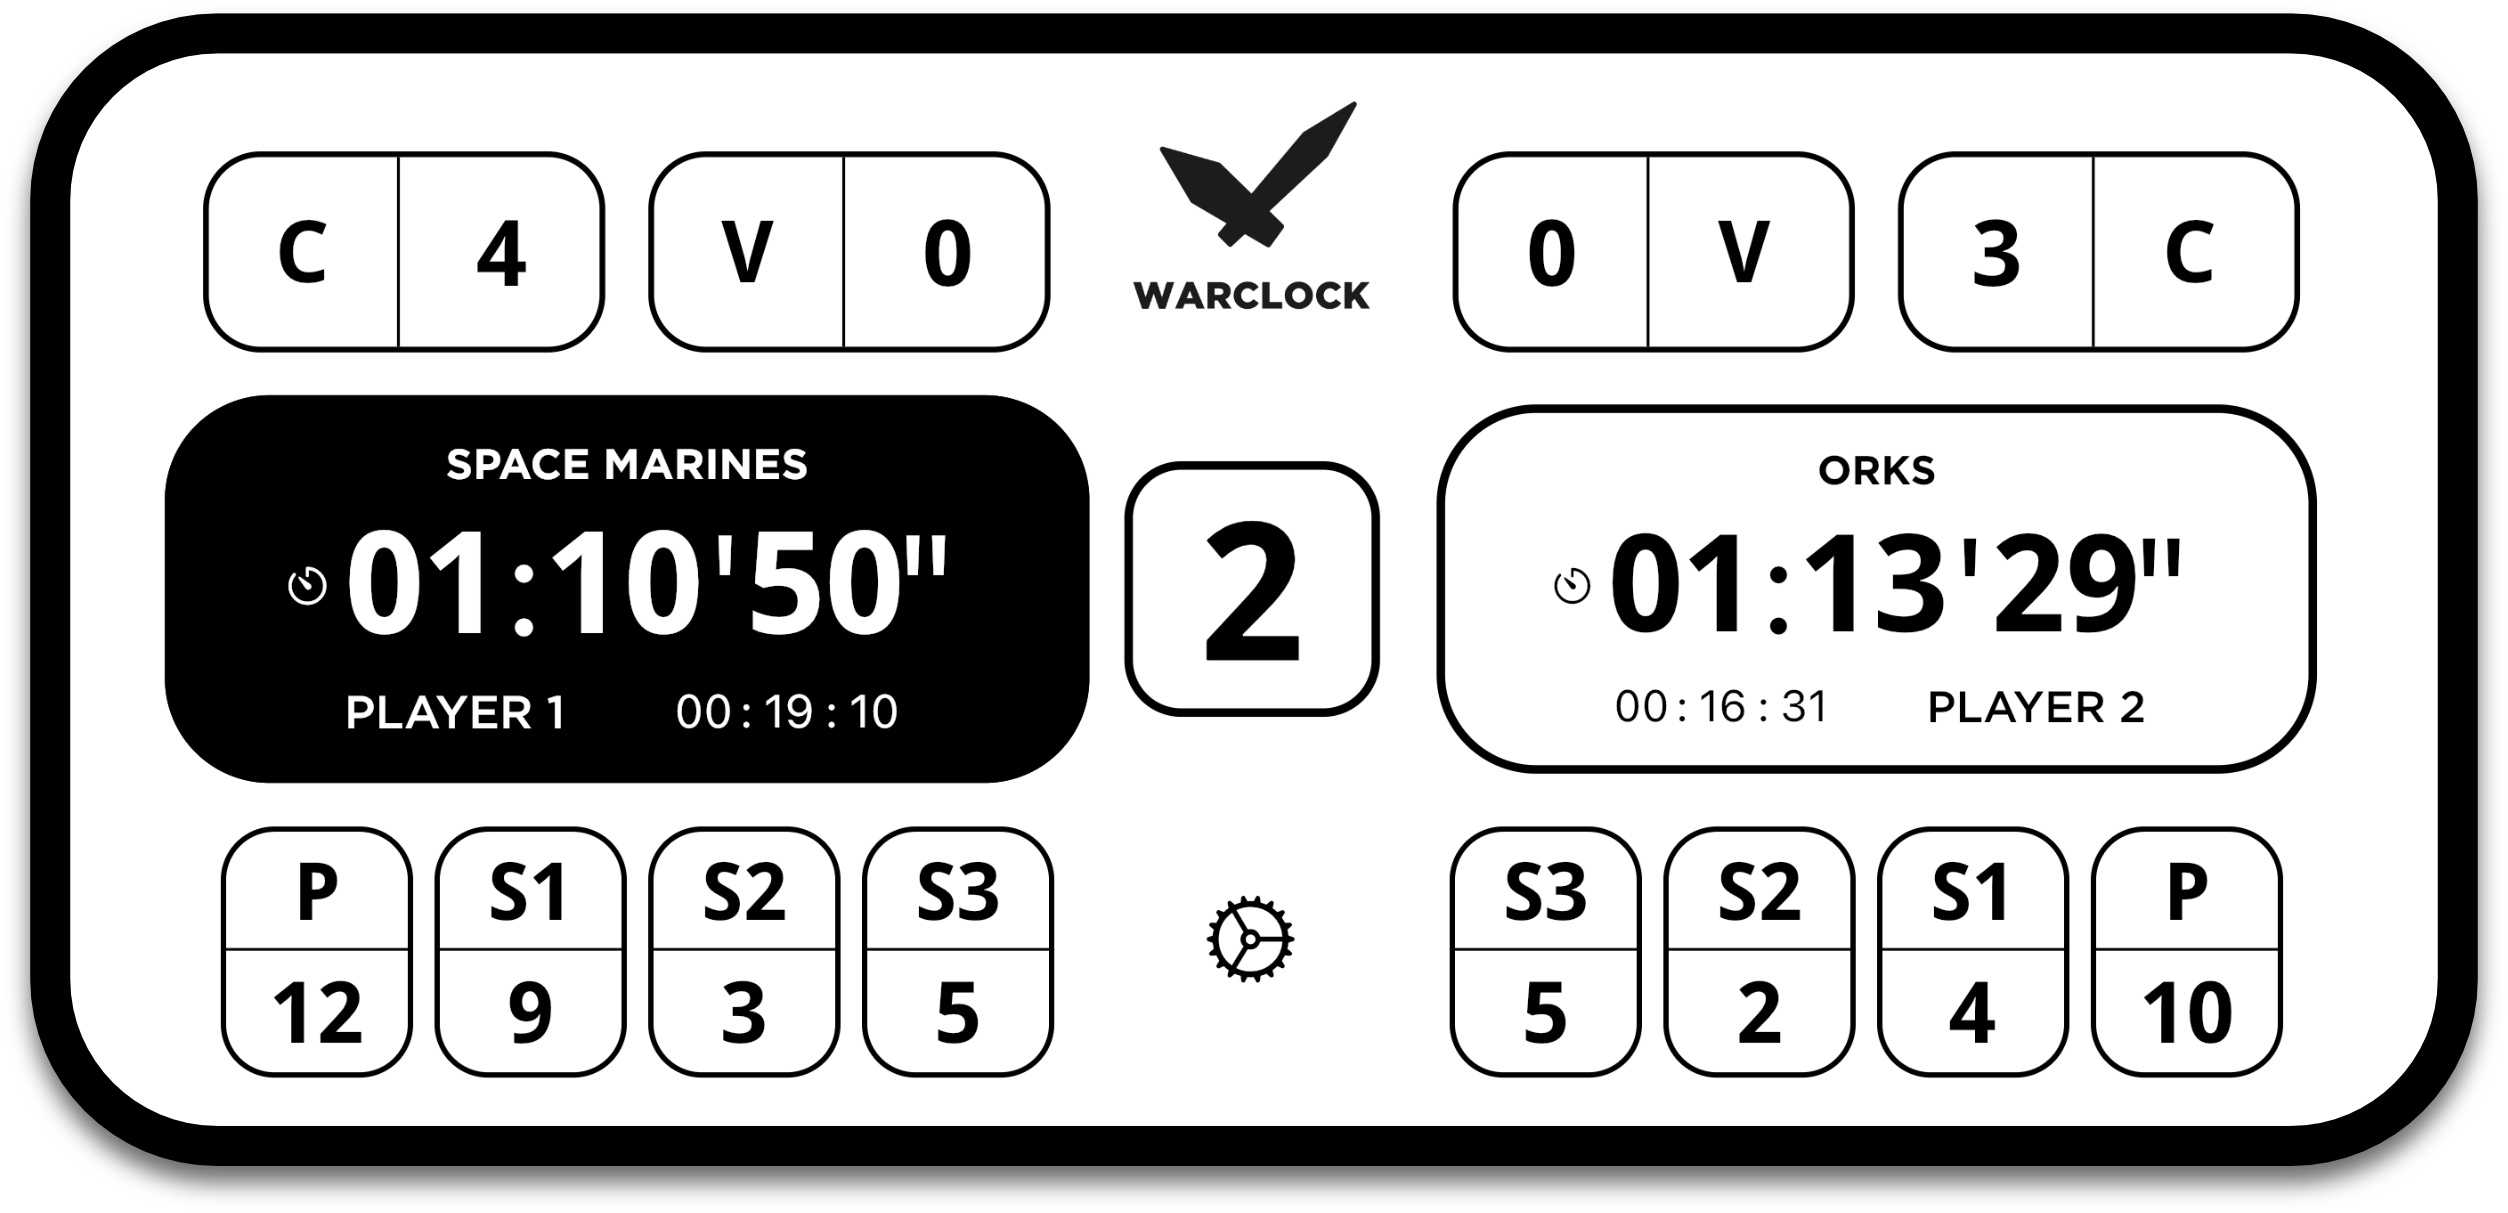 C 4 V 0
WARCLOCK
0 V 3 C
SPACE MARINES
01:10'50"
PLAYER 1 00:19:10
2
ORKS
01:13'29"
00:16:31 PLAYER 2
P S1 S2 S3
12 9 3 5
S3 S2 S1 P
5 2 4 10